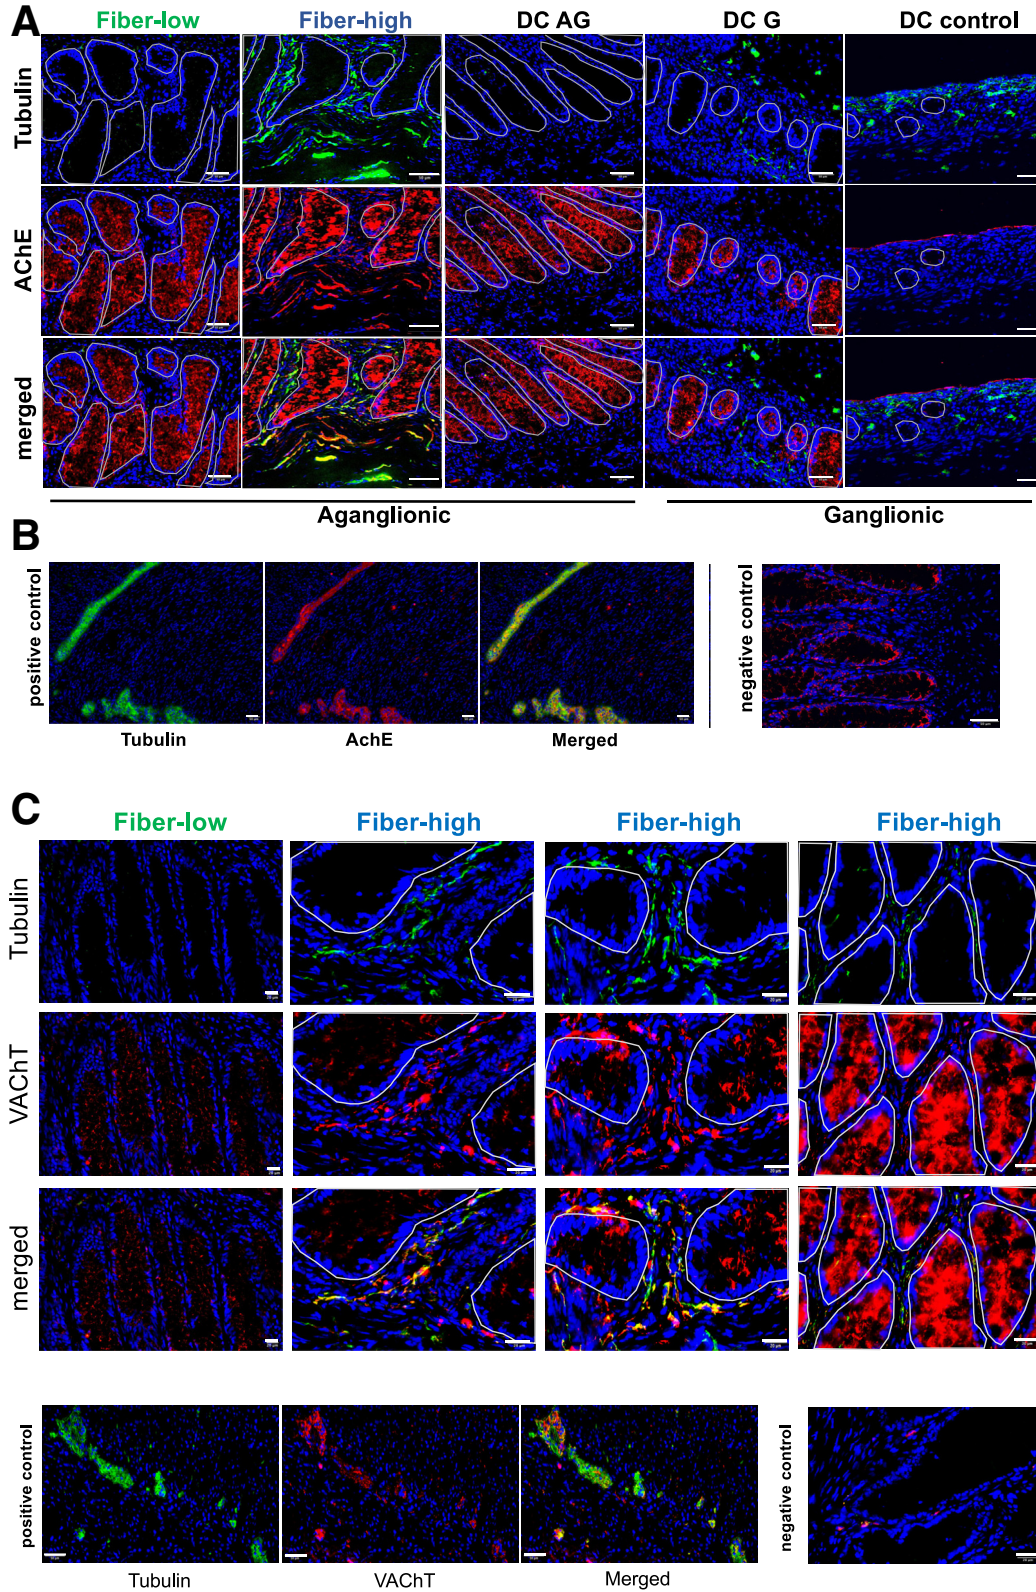 A
Fiber-low Fiber-high DC AG DC G DC control
Tubulin
AChE
merged
Aganglionic Ganglionic
B
positive control
Tubulin AchE Merged
negative control
C
Fiber-low Fiber-high Fiber-high Fiber-high
Tubulin
VAChT
merged
positive control
Tubulin VAChT Merged
negative control